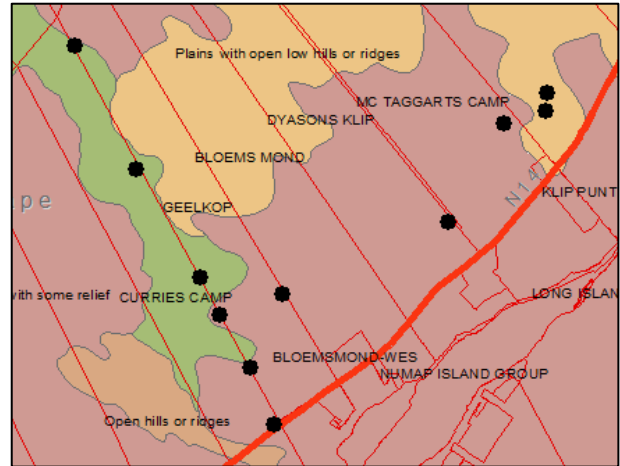 Plains with open low hills or ridges
MC TAGGARTS CAMP
DYASONS KLIP
BLOEMS MOND
N14
KLIP PUNT
GEELKOP
pe
with some relief
CURRIES CAMP
LONG ISLAN
BLOEMSMOND-WES
NUMAP ISLAND GROUP
Open hills or ridges